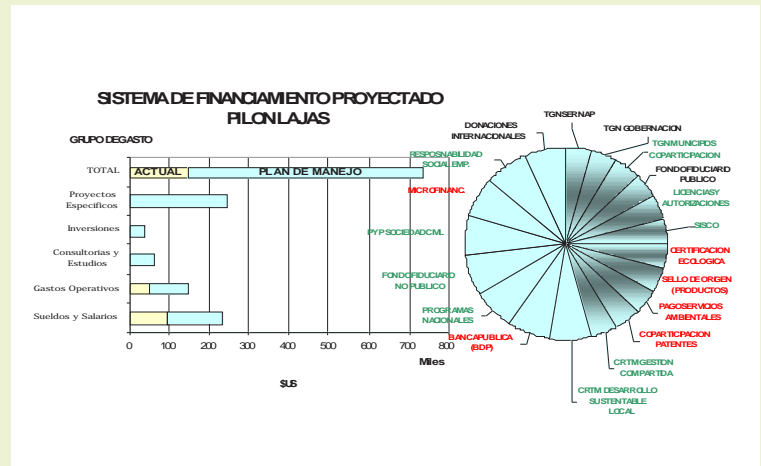 SISTEMA DE FINANCIAMIENTO PROYECTADO
PILON LAJAS
GRUPO DE GASTO
TOTAL
ACTUAL
PLAN DE MANEJO
Proyectos
Especificos
Inversiones
Consultorías y
Estudios
Gastos Operativos
Sueldos y Salarios
0 100 200 300 400 500 600 700 800
Miles
$US
TGN SERNAP
TGN GOBERNACION
TGN MUNICIPIOS
COPARTICIPACION
FONDO FIDUCIARIO
PUBLICO
LICENCIAS Y
AUTORIZACIONES
SISCO
CERTIFICACION
ECOLOGICA
SELLO DE ORIGEN
(PRODUCTOS)
PAGO SERVICIOS
AMBIENTALES
COPARTICIPACION
PATENTES
CRTM GESTION
COMPARTIDA
CRTM DESARROLLO
SUSTENTABLE
LOCAL
BANCA PUBLICA
(BDP)
PROGRAMAS
NACIONALES
FONDO FIDUCIARIO
NO PUBLICO
PYP SOCIEDAD CIVIL
MICROFINANC.
RESPOSNABILIDAD
SOCIAL EMP.
DONACIONES
INTERNACIONALES